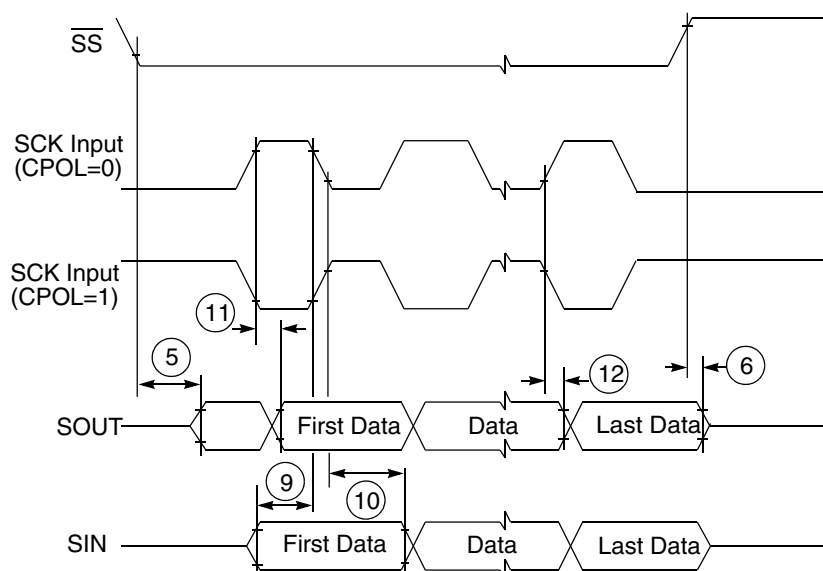 SS
SCK Input
(CPOL=0)
SCK Input
(CPOL=1)
11
5
12
6
SOUT
First Data
Data
Last Data
9
10
SIN
First Data
Data
Last Data